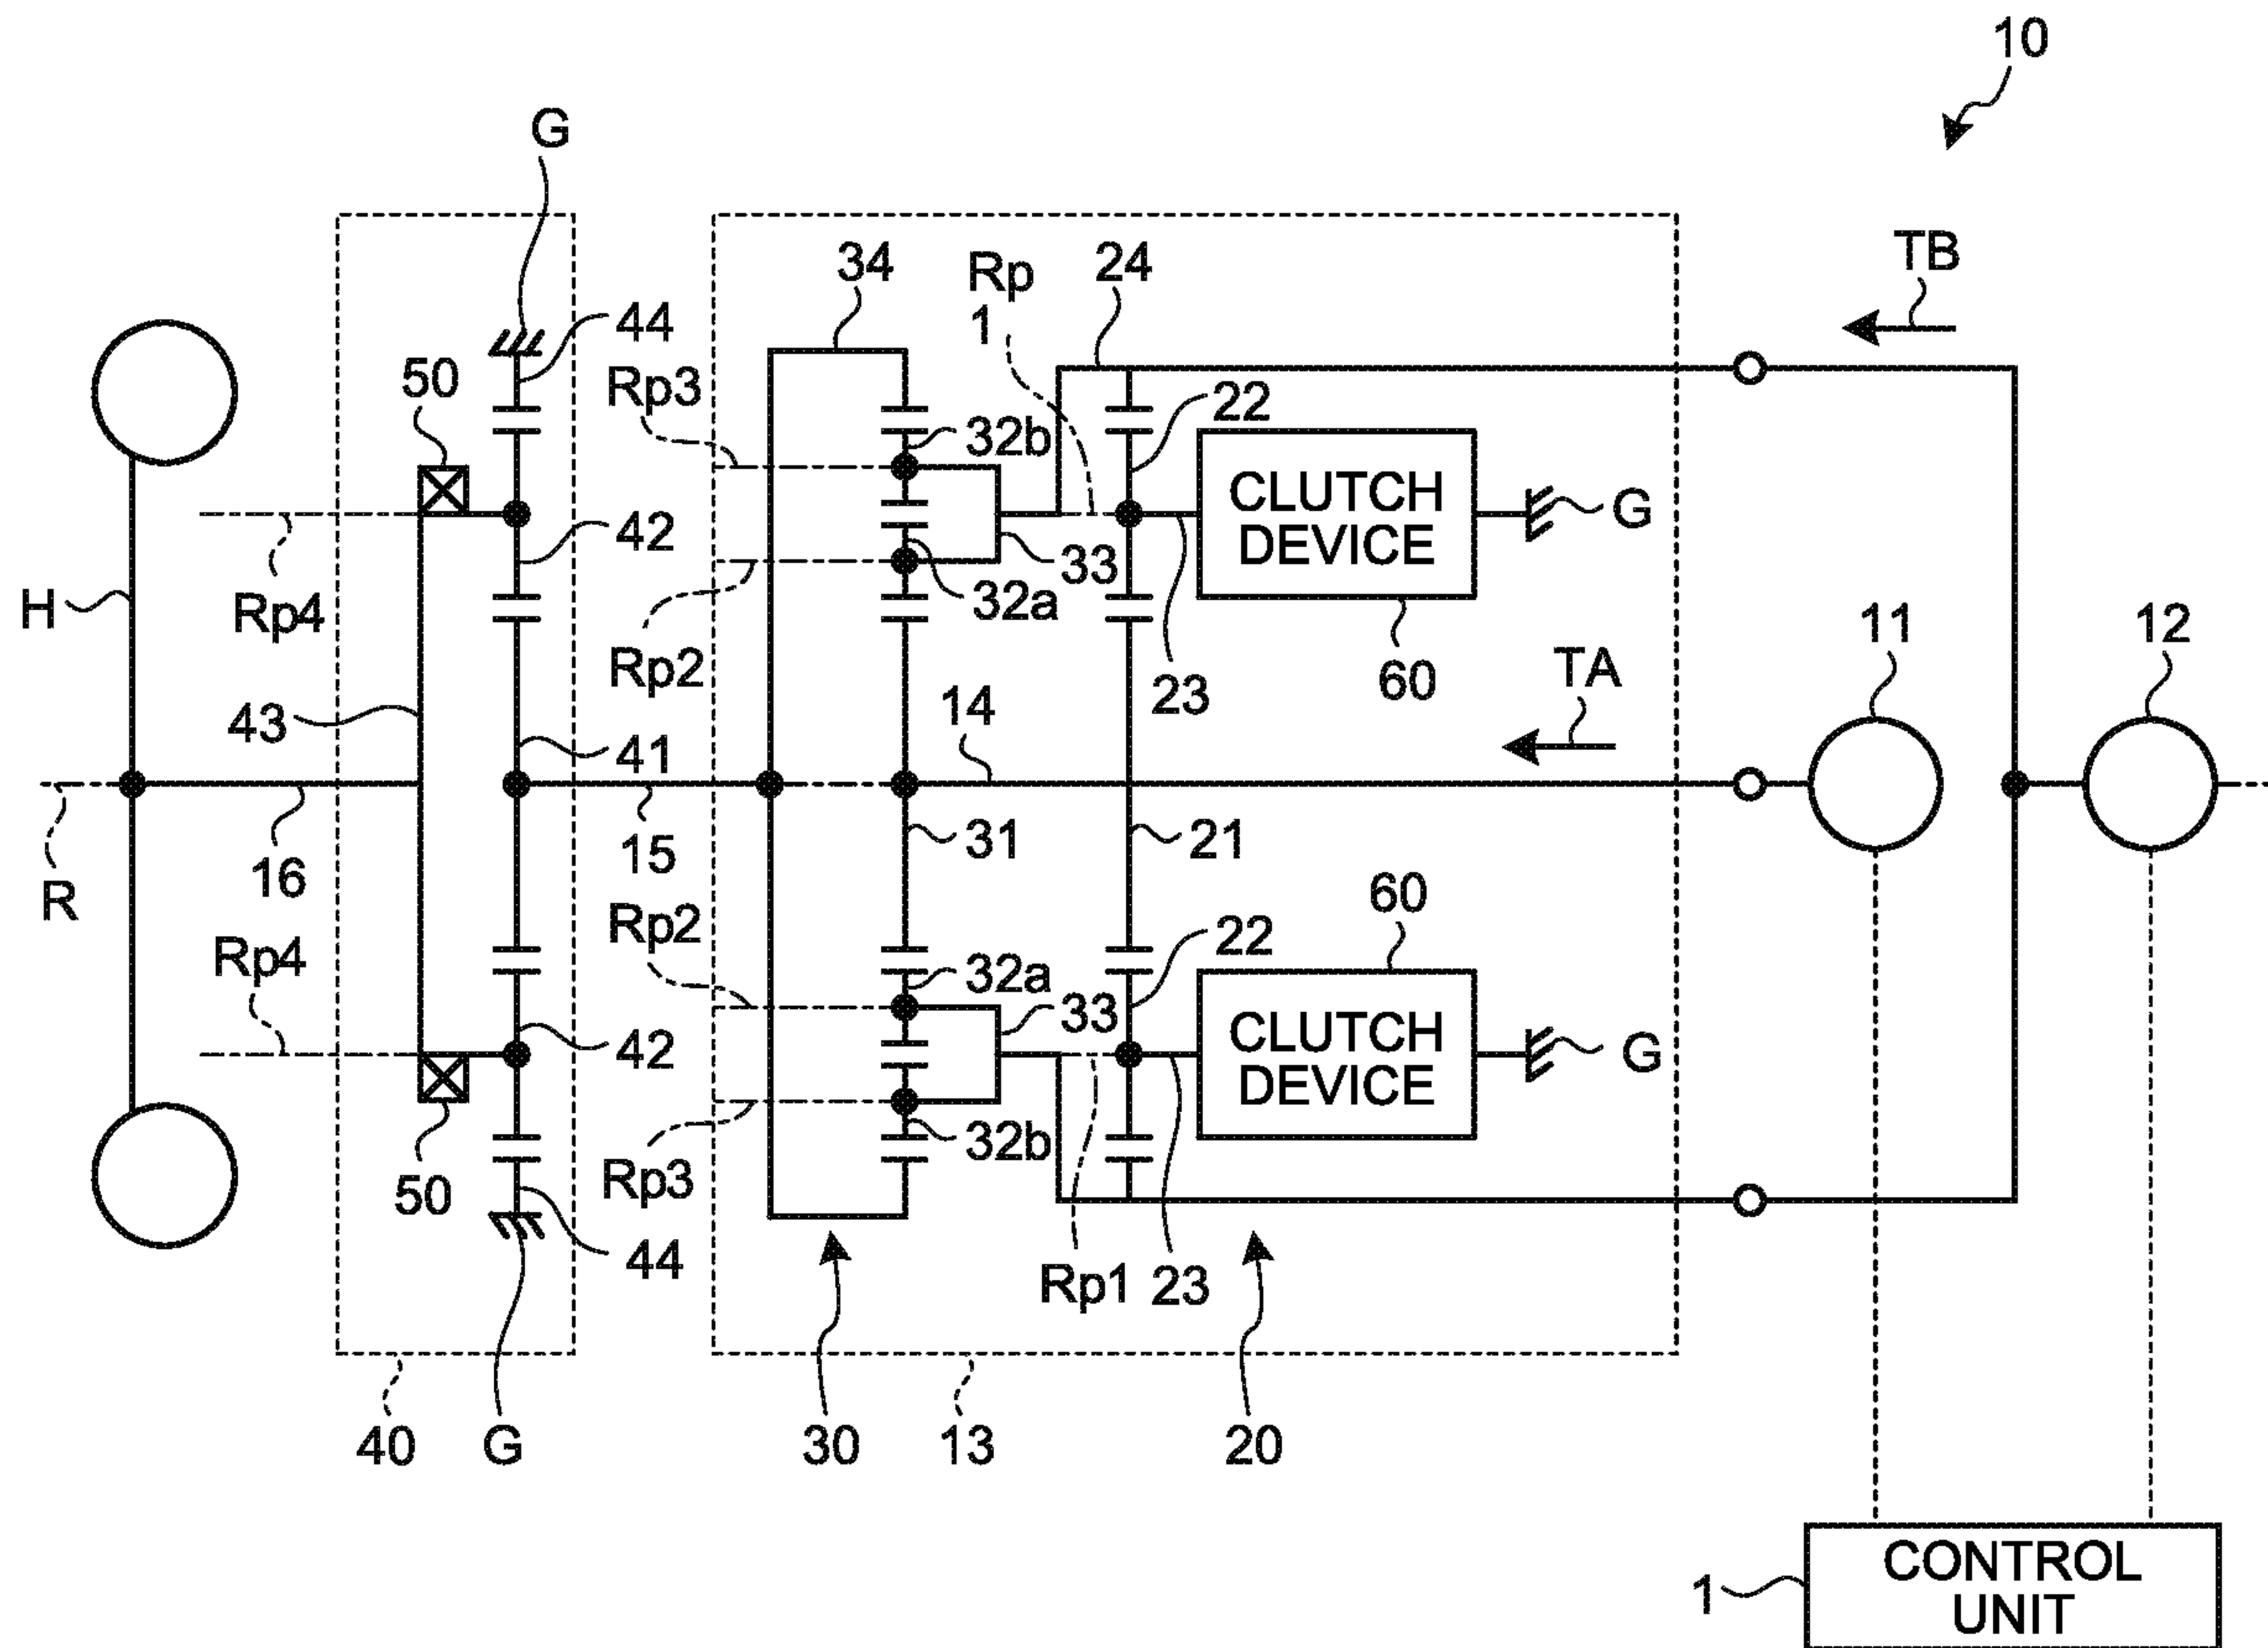 10
G
TB
34
Rp
1
24
44
50
Rp3
22
32b
CLUTCH
DEVICE
G
42
33
H
Rp4
32a
11
12
Rp2
60
TA
23
43
14
41
R
16
15
31
21
60
Rp2
22
Rp4
32a
33
CLUTCH
DEVICE
G
42
32b
50
Rp3
44
Rp1
23
40
G
30
13
20
1
CONTROL
UNIT